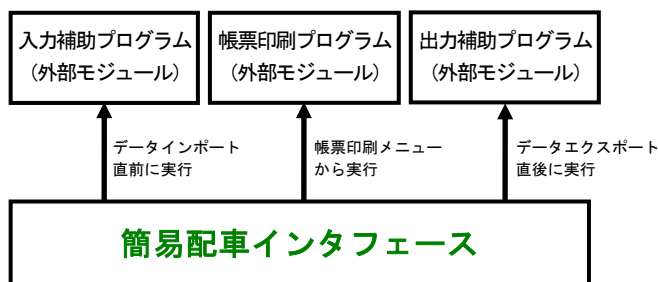 入力補助プログラム
（外部モジュール）
帳票印刷プログラム
（外部モジュール）
出力補助プログラム
（外部モジュール）
データインポート
直前に実行
帳票印刷メニュー
から実行
データエクスポート
直後に実行
簡易配車インタフェース